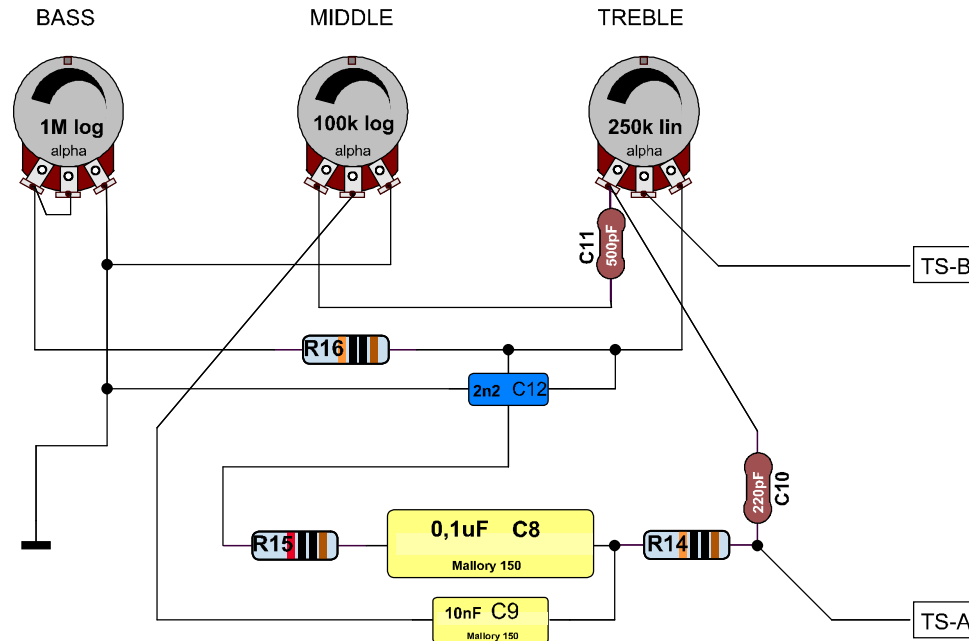 BASS
MIDDLE
TREBLE
1M log
alpha
100k log
alpha
250k lin
alpha
C11
500pF
TS-B
R16
2n2 C12
220pF
C10
R15
0,1uF C8
Mallory 150
R14
10nF C9
Mallory 150
TS-A